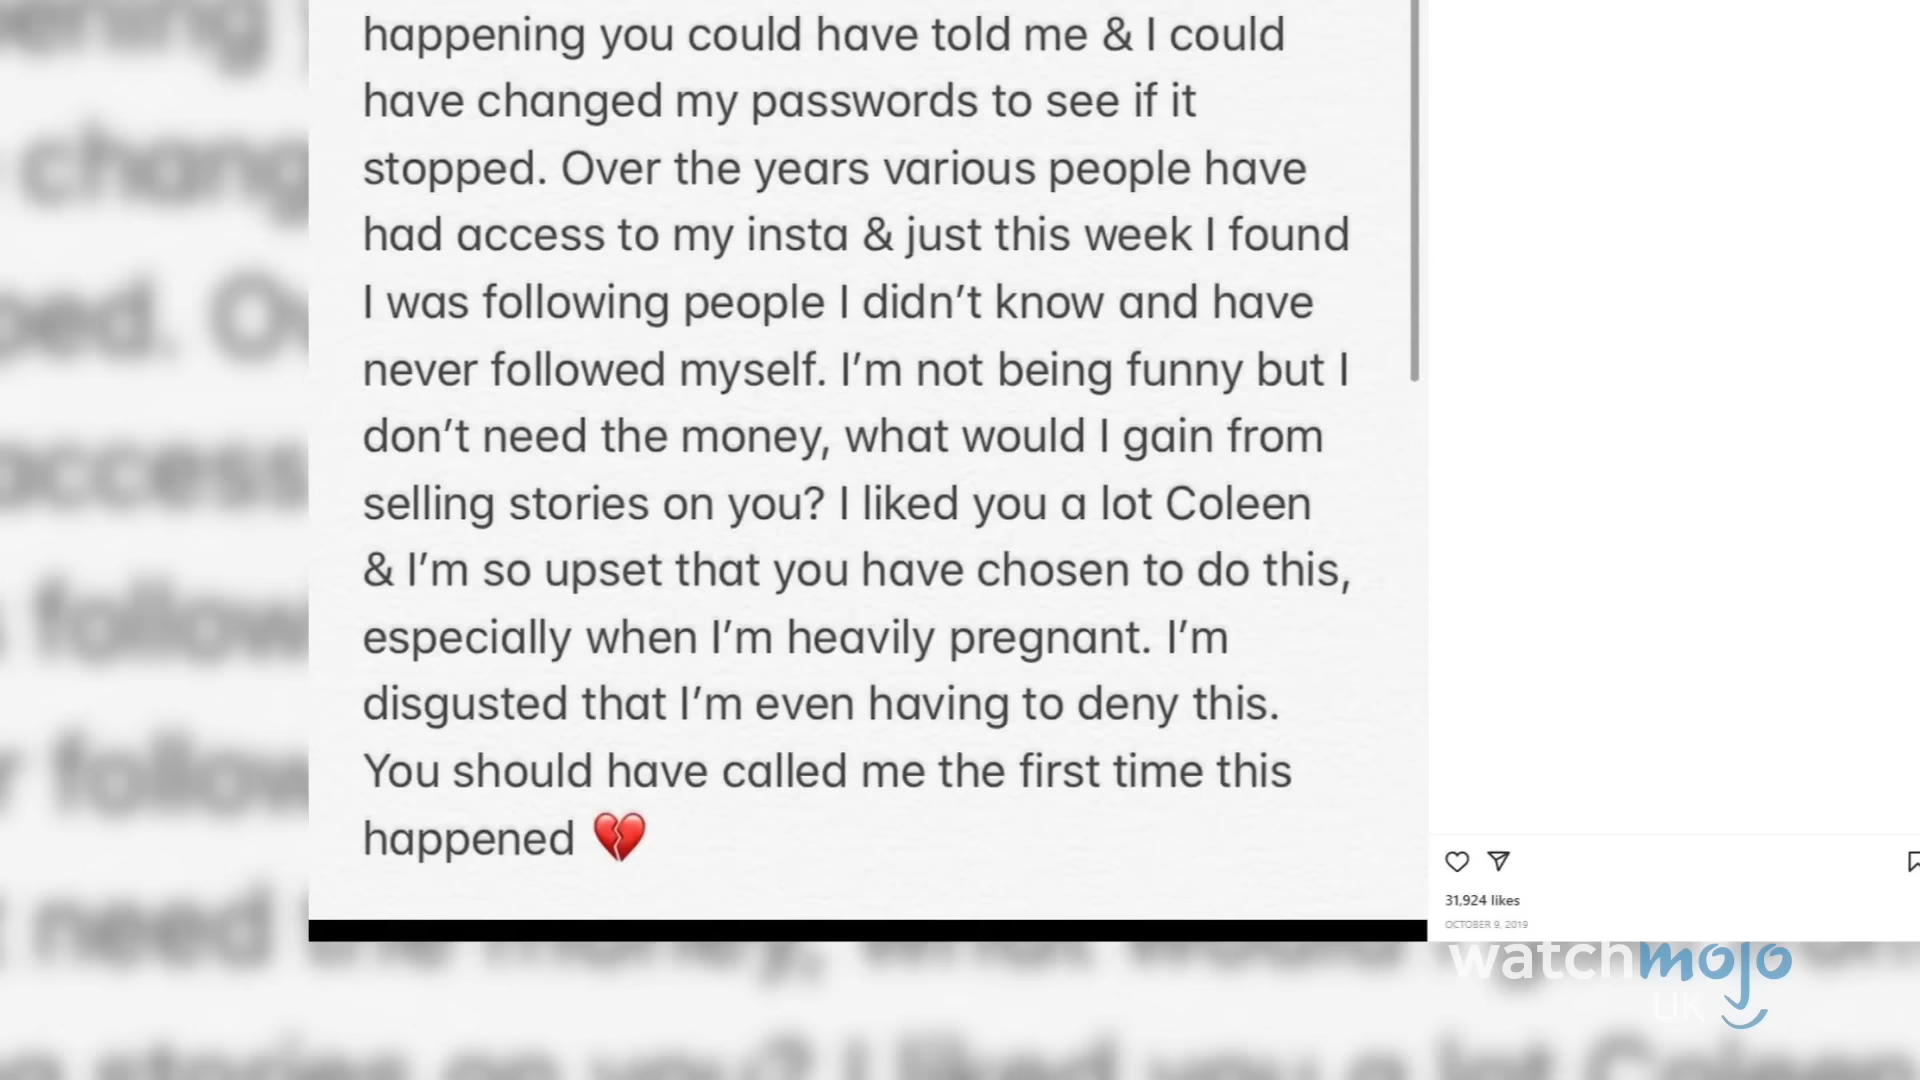 happening you could have told me & I could
have changed my passwords to see if it
stopped. Over the years various people have
had access to my insta & just this week I found
I was following people I didn’t know and have
never followed myself. I’m not being funny but I
don’t need the money, what would I gain from
selling stories on you? I liked you a lot Coleen
& I’m so upset that you have chosen to do this,
especially when I’m heavily pregnant. I’m
disgusted that I’m even having to deny this.
You should have called me the first time this
happened 💔
31,924 likes
OCTOBER 9, 2019
watchmojo
UK